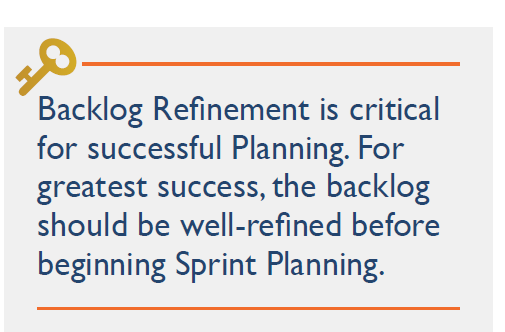 Backlog Refinement is critical
for successful Planning. For
greatest success, the backlog
should be well-refined before
beginning Sprint Planning.